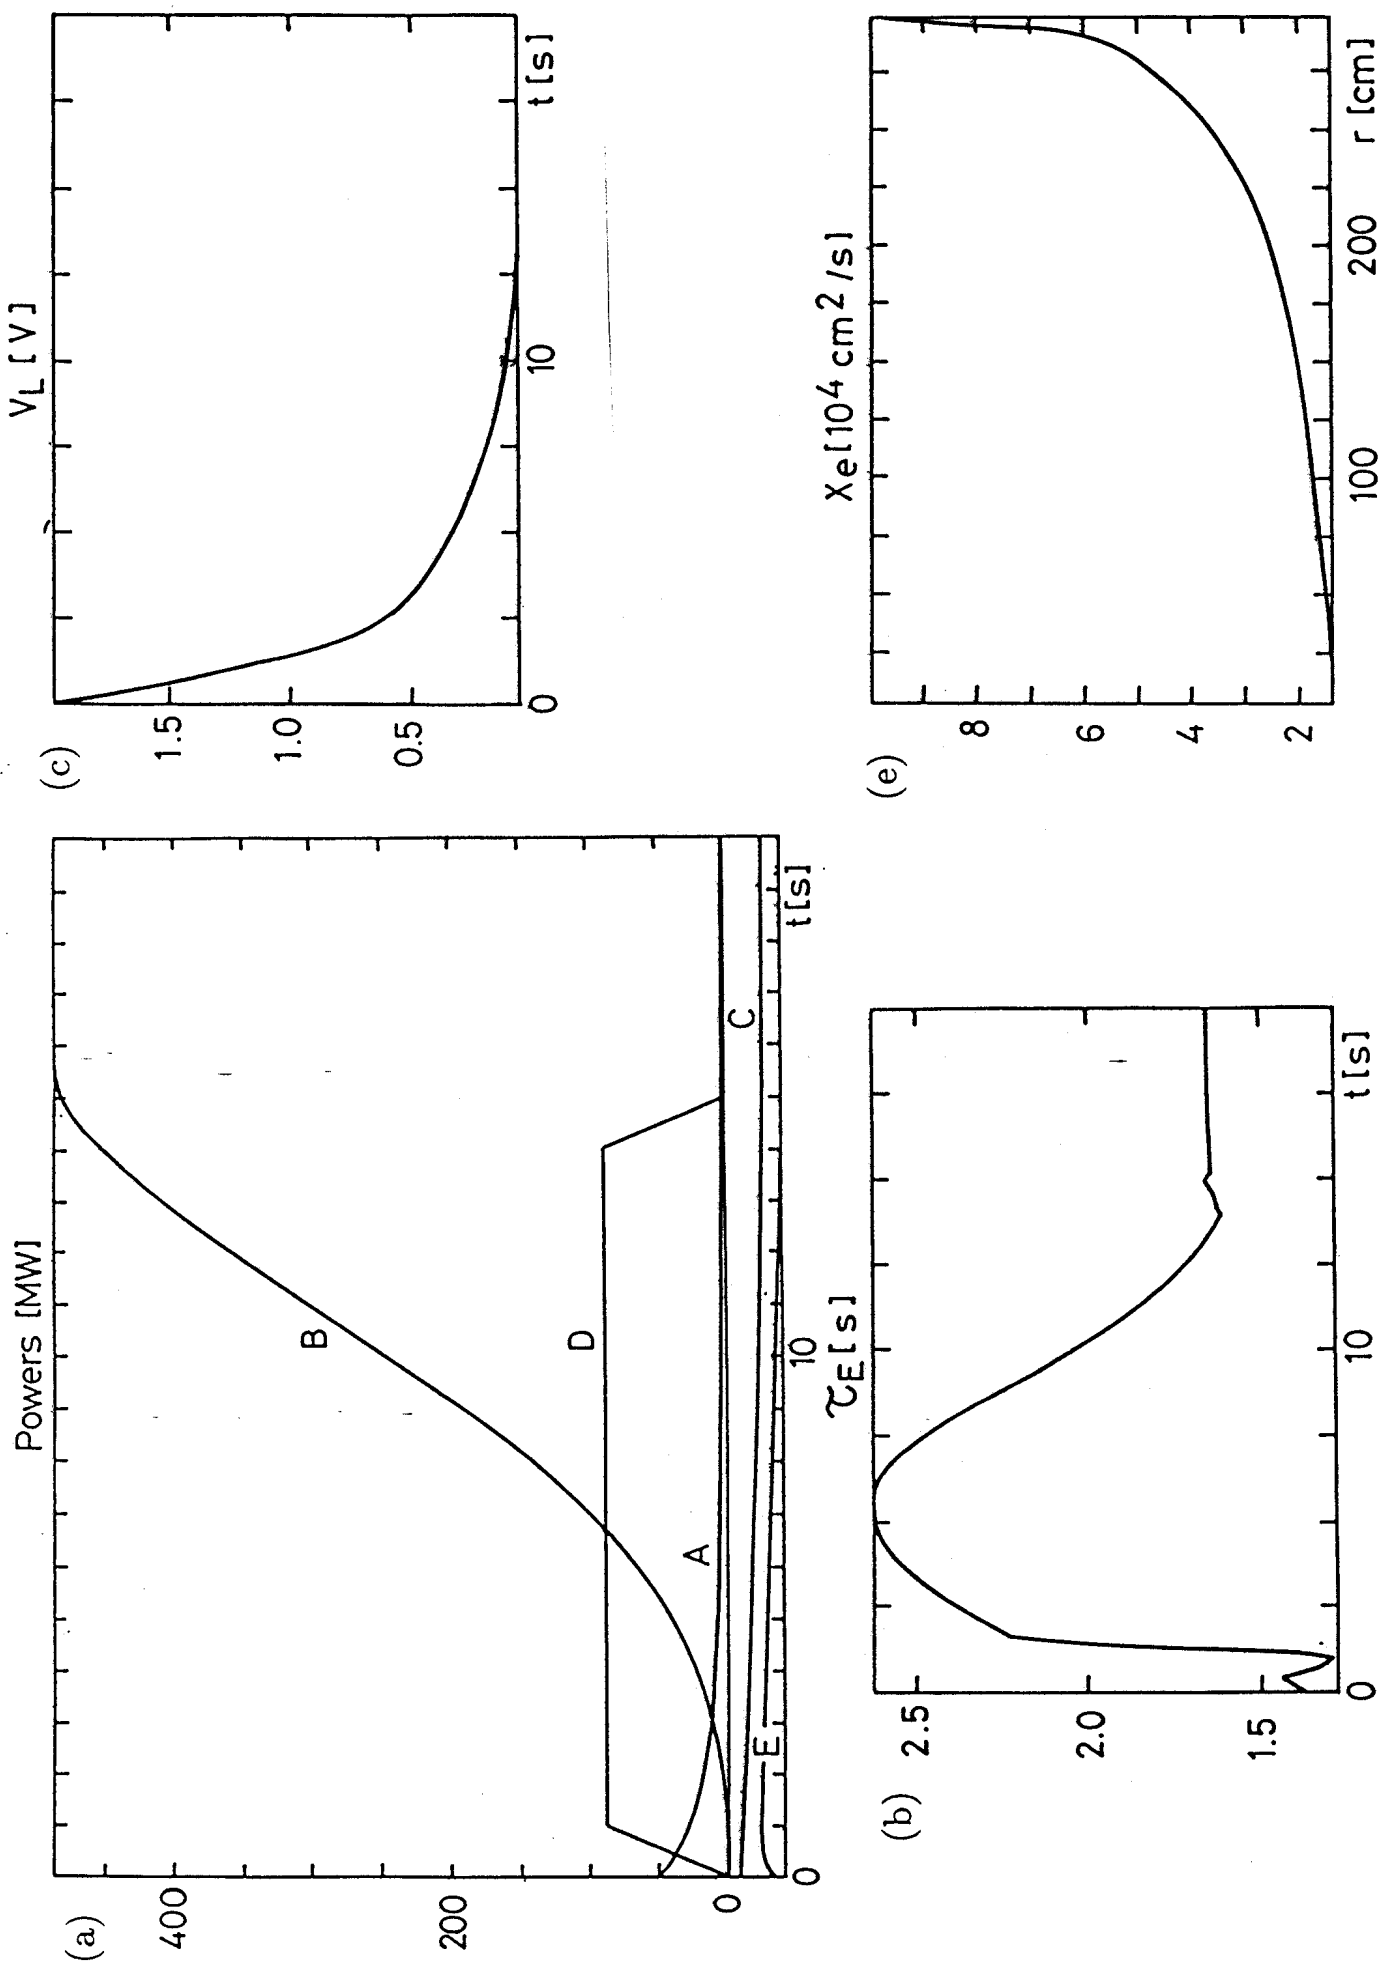 (a)
Powers [MW]
400
200
0
A
B
C
D
E
0
10
t[s]
(b)
τE[s]
2.5
2.0
1.5
0
10
t[s]
(c)
VL [V]
1.5
1.0
0.5
0
10
t[s]
(e)
Xe[10⁴ cm² /s]
8
6
4
2
100
200
r [cm]